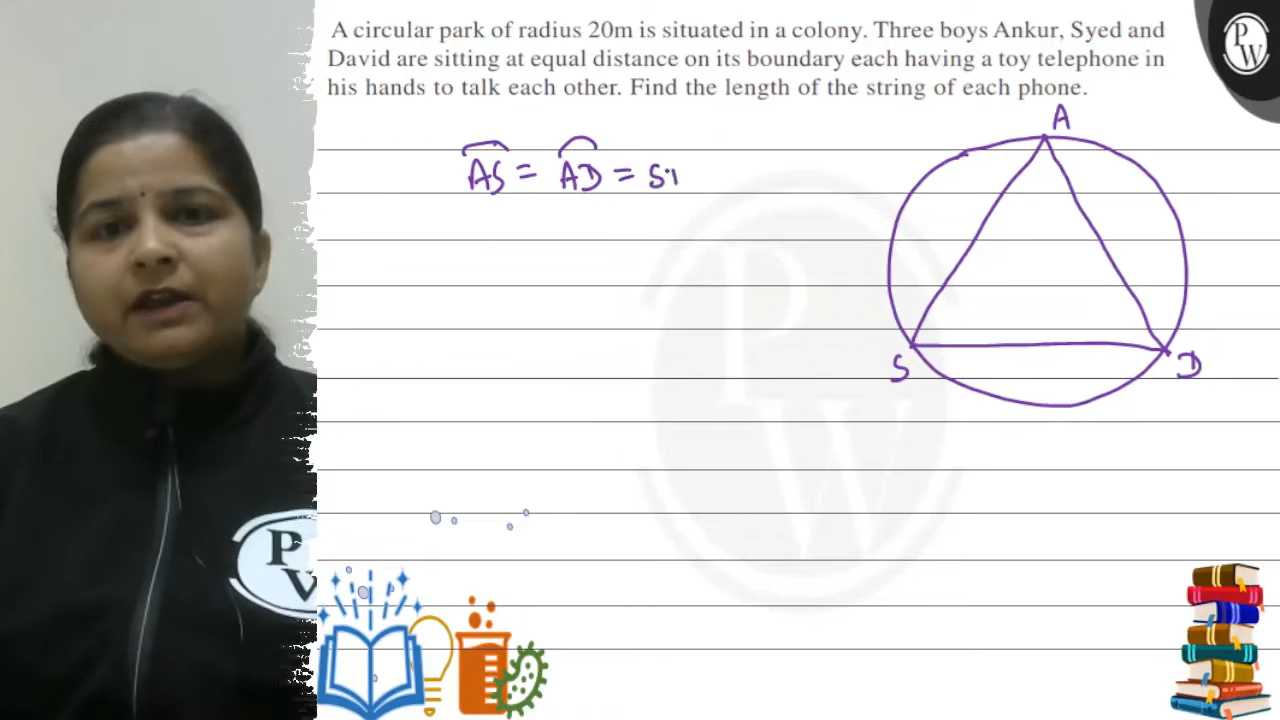 A circular park of radius 20m is situated in a colony. Three boys Ankur, Syed and
David are sitting at equal distance on its boundary each having a toy telephone in
his hands to talk each other. Find the length of the string of each phone.
PW
A
AS = AD = S
S
D
PW